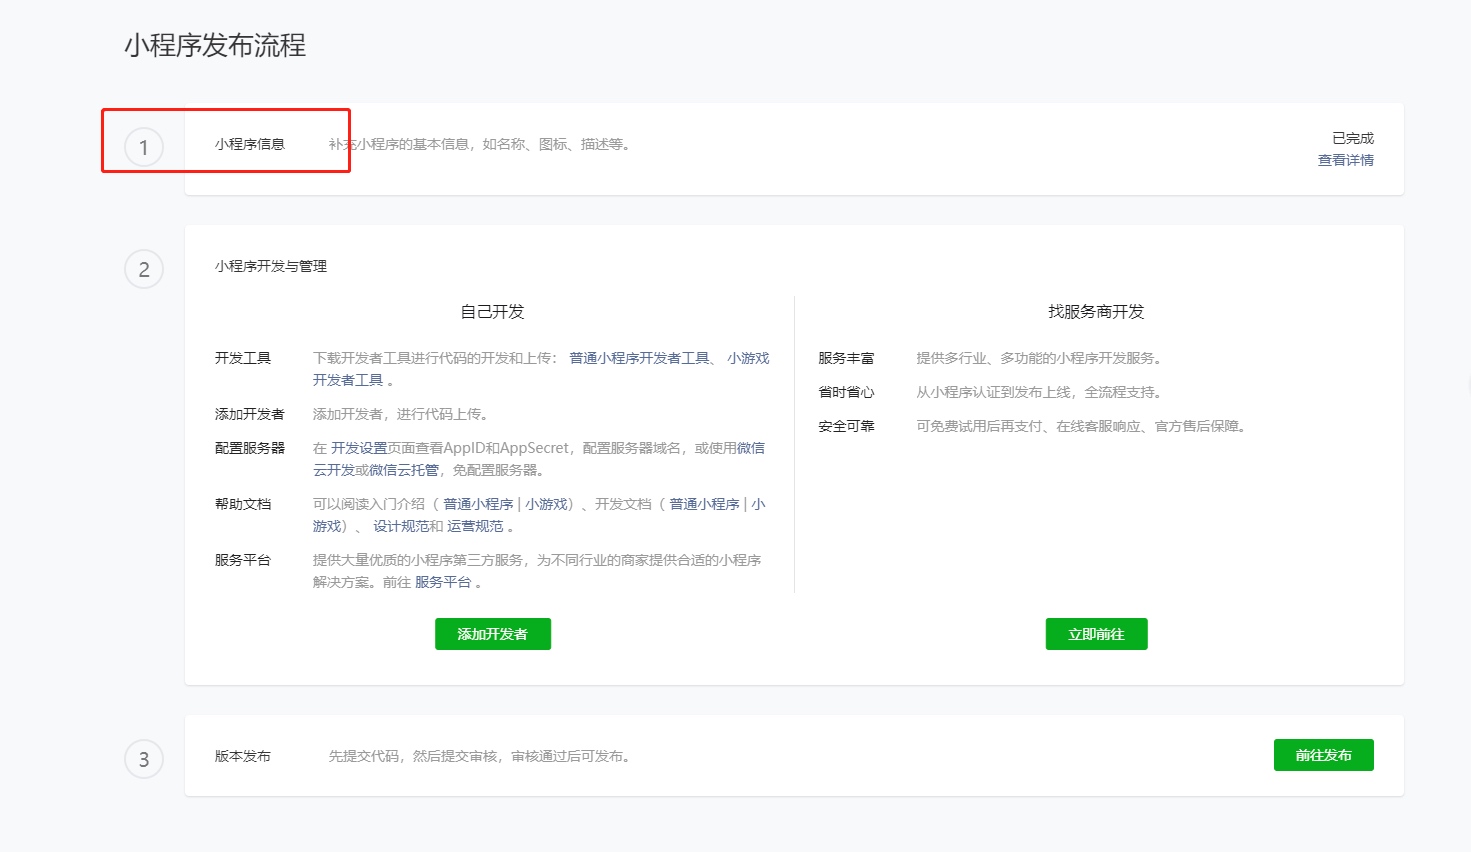 小程序发布流程
1
小程序信息
补充小程序的基本信息，如名称、图标、描述等。
已完成
查看详情
2
小程序开发与管理
自己开发
开发工具
下载开发者工具进行代码的开发和上传： 普通小程序开发者工具、 小游戏
开发者工具 。
添加开发者
添加开发者，进行代码上传。
配置服务器
在 开发设置页面查看AppID和AppSecret，配置服务器域名，或使用微信
云开发或微信云托管，免配置服务器。
帮助文档
可以阅读入门介绍（ 普通小程序 | 小游戏）、开发文档（ 普通小程序 | 小
游戏）、 设计规范和 运营规范 。
服务平台
提供大量优质的小程序第三方服务，为不同行业的商家提供合适的小程序
解决方案。前往 服务平台 。
添加开发者
找服务商开发
服务丰富
提供多行业、多功能的小程序开发服务。
省时省心
从小程序认证到发布上线，全流程支持。
安全可靠
可免费试用后再支付、在线客服响应、官方售后保障。
立即前往
3
版本发布
先提交代码，然后提交审核，审核通过后可发布。
前往发布